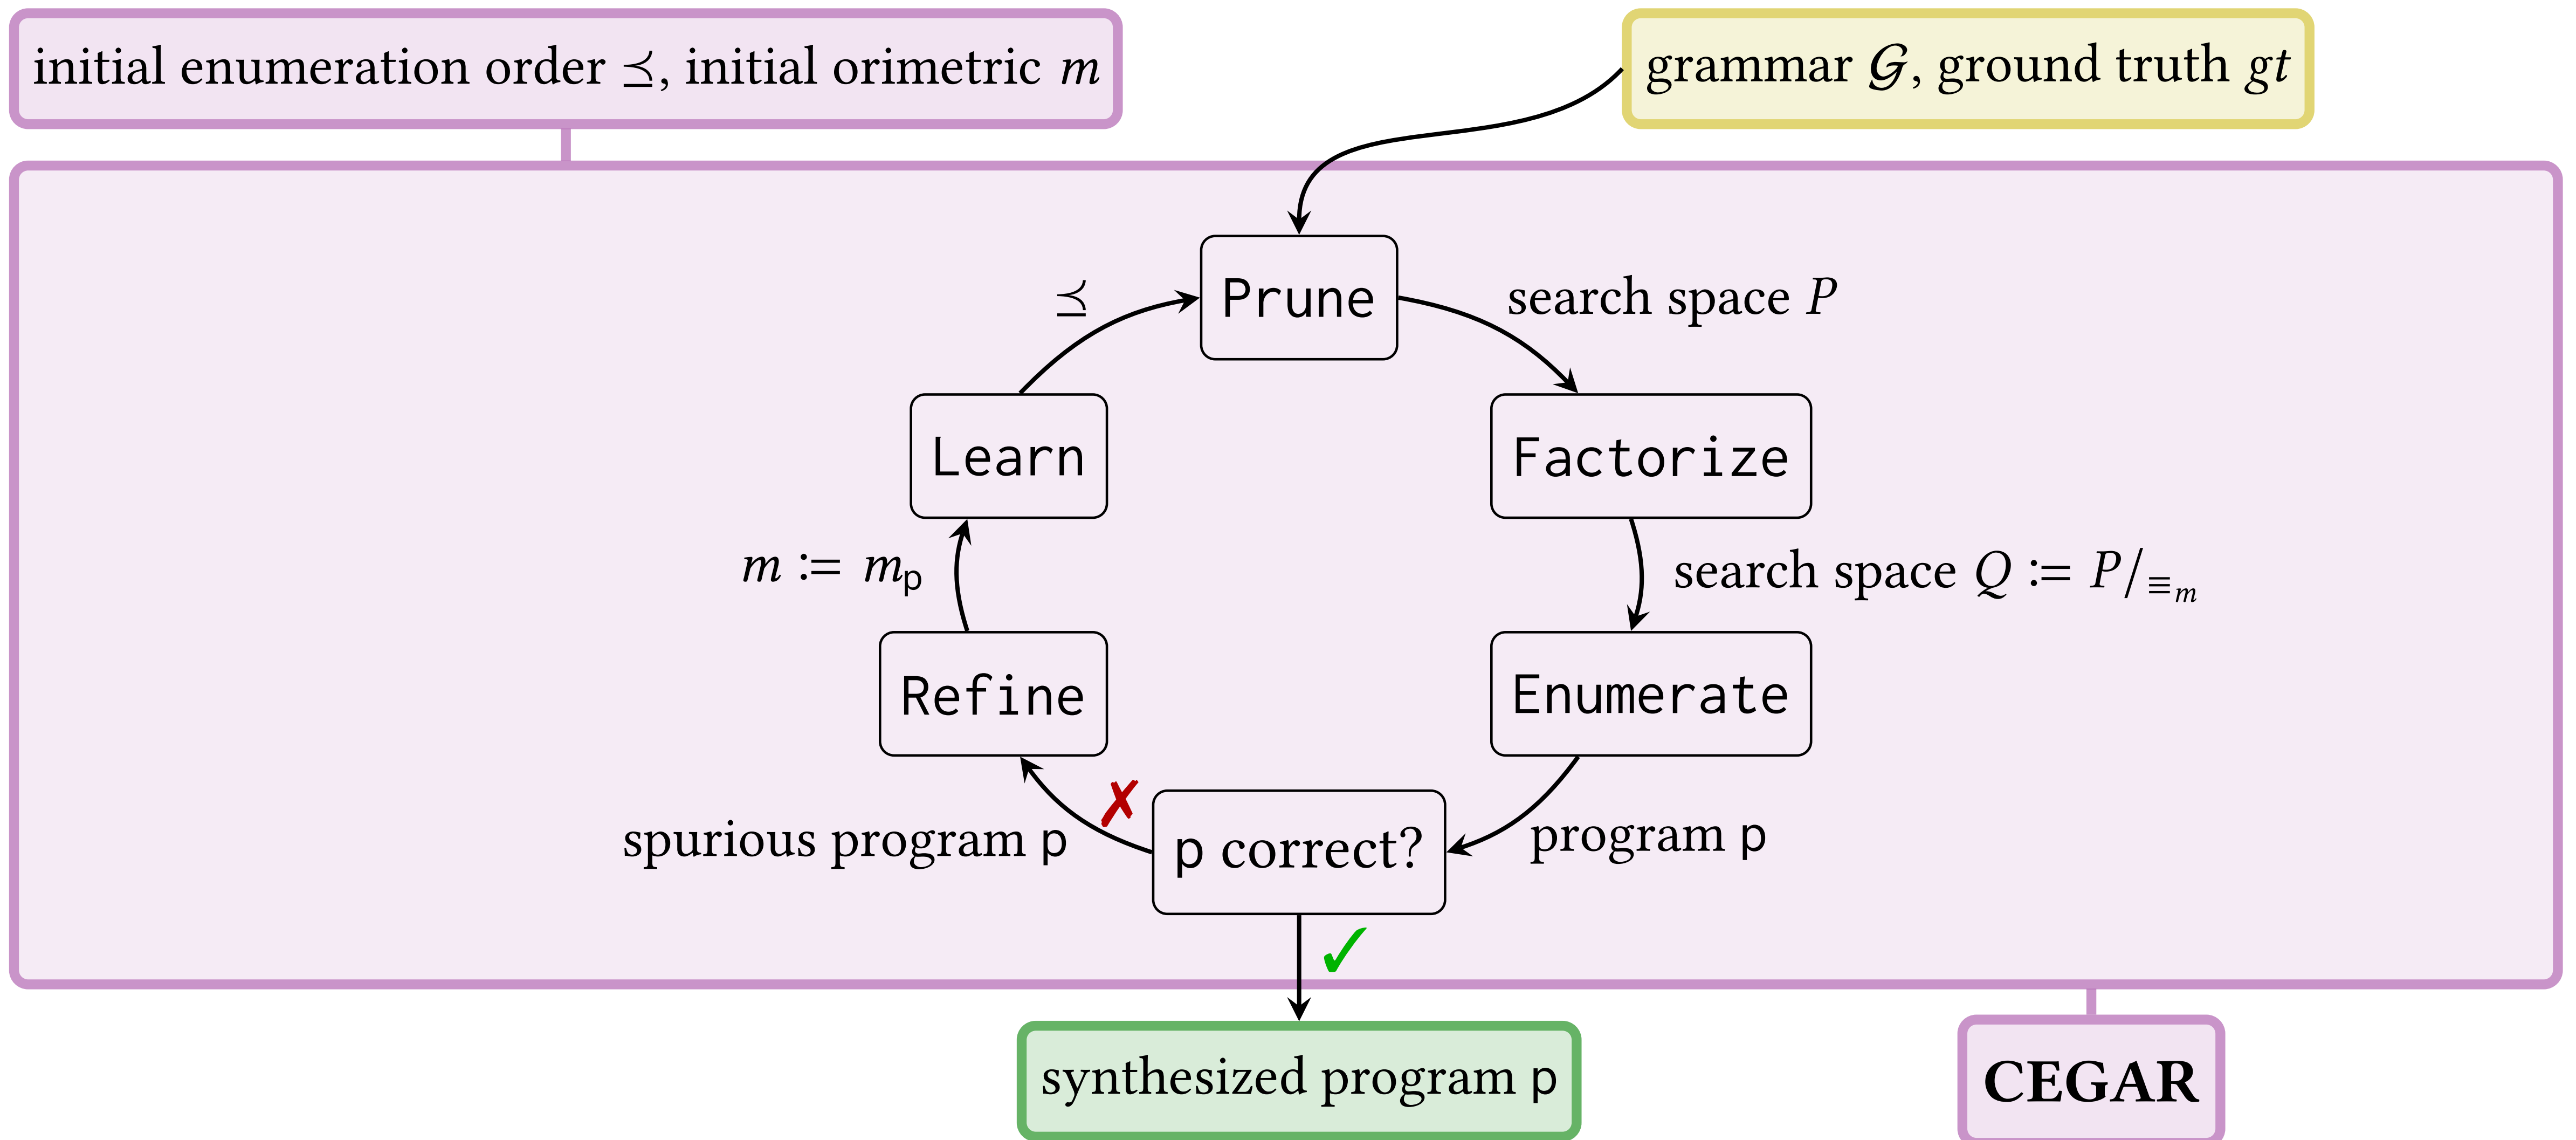 initial enumeration order ⪯, initial orimetric m
grammar 𝓖, ground truth gt
Prune
⪯
search space P
Learn
Factorize
m := mₚ
search space Q := P/≡ₘ
Refine
Enumerate
✗
spurious program p
p correct?
program p
✓
synthesized program p
CEGAR